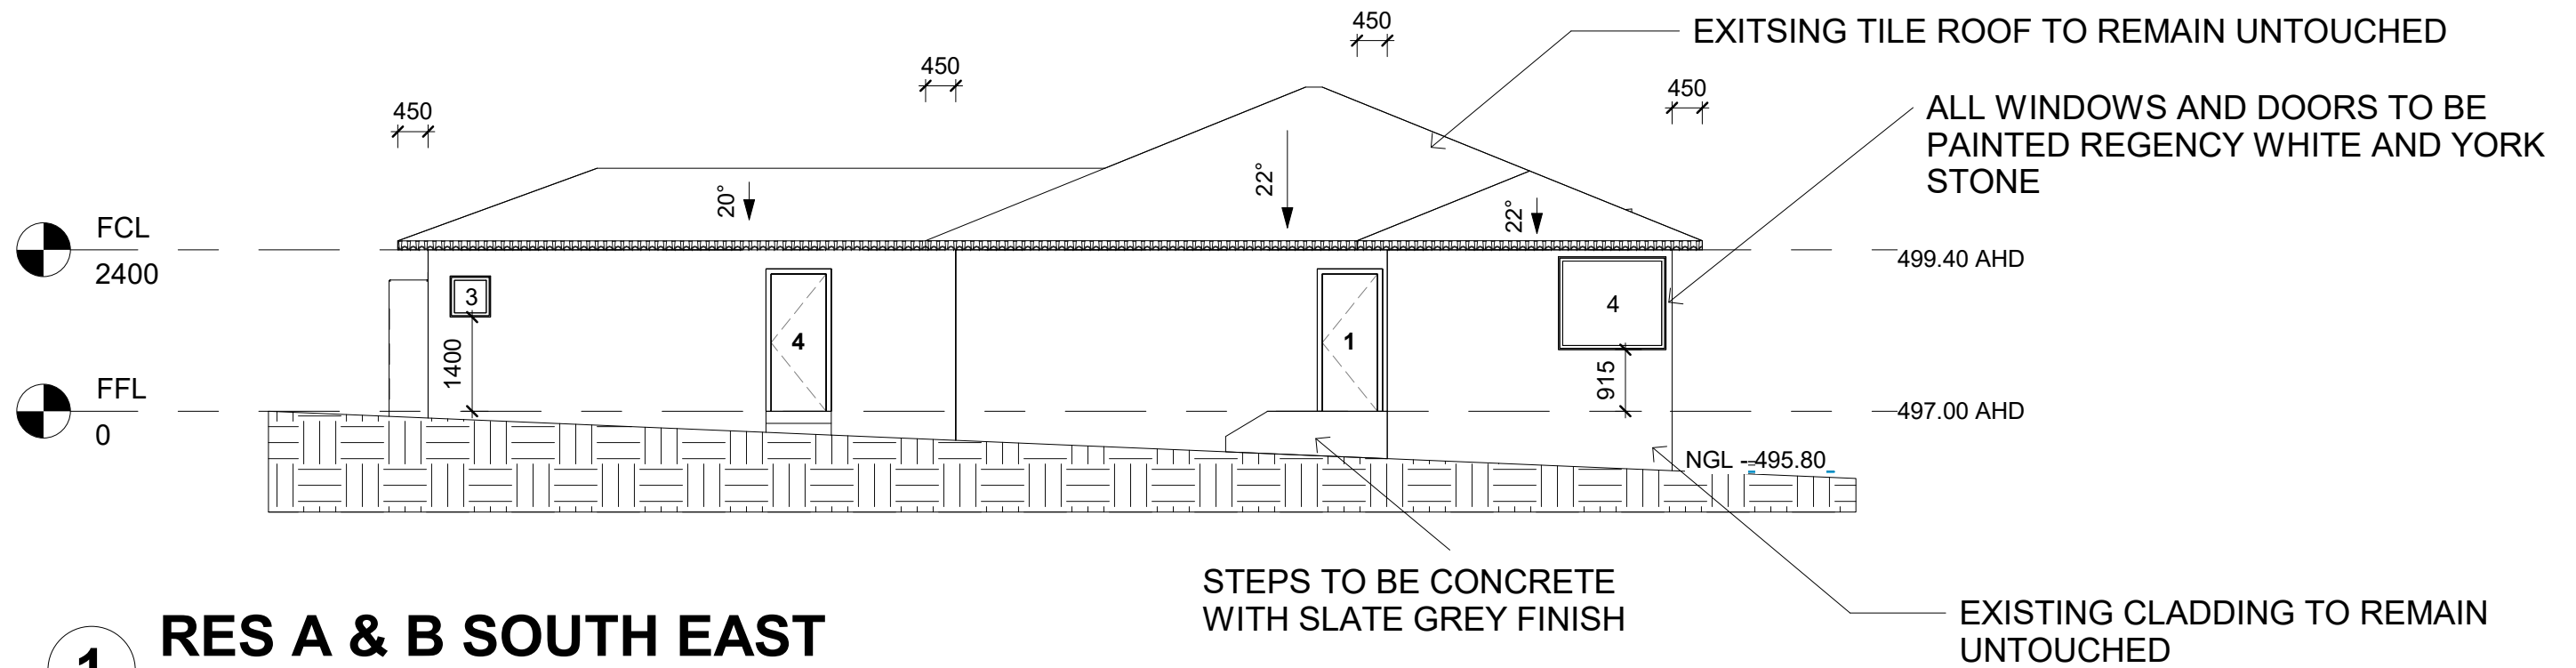 450
EXITSING TILE ROOF TO REMAIN UNTOUCHED
450
450
450
ALL WINDOWS AND DOORS TO BE
PAINTED REGENCY WHITE AND YORK
STONE
20°
22°
22°
FCL
2400
499.40 AHD
3
4
4
1
1400
915
FFL
0
497.00 AHD
NGL - 495.80
STEPS TO BE CONCRETE
WITH SLATE GREY FINISH
EXISTING CLADDING TO REMAIN
UNTOUCHED
1
RES A & B SOUTH EAST